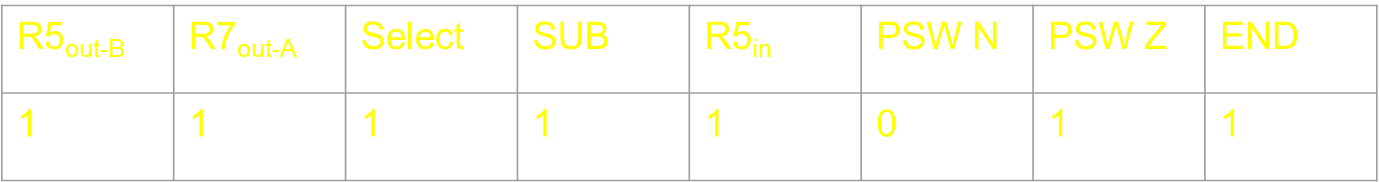 R5out-B R7out-A Select SUB R5in PSW N PSW Z END
1 1 1 1 1 0 1 1